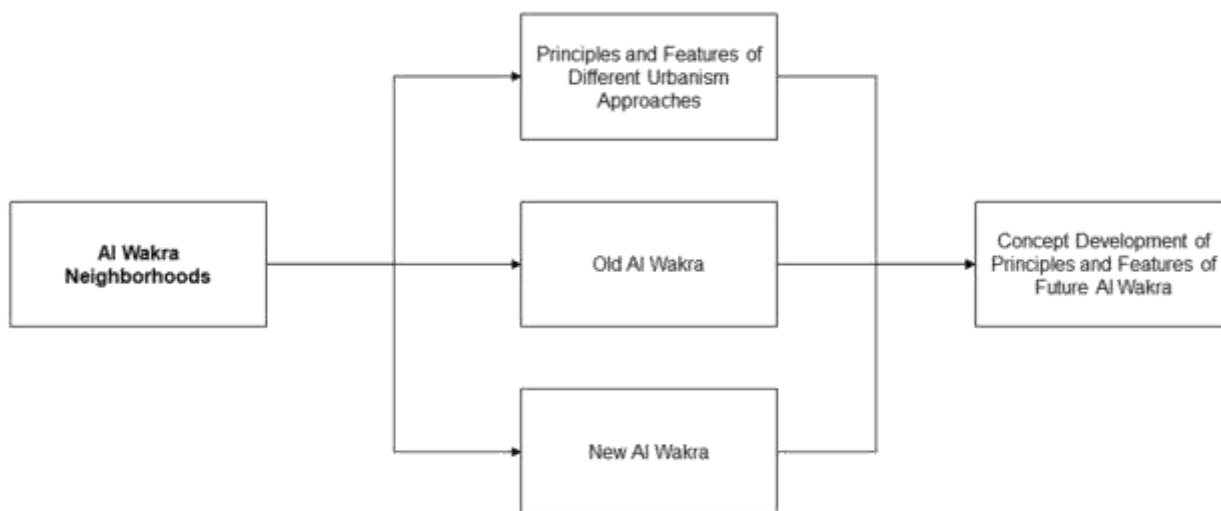 Principles and Features of
Different Urbanism
Approaches
Al Wakra
Neighborhoods
Old Al Wakra
Concept Development of
Principles and Features of
Future Al Wakra
New Al Wakra